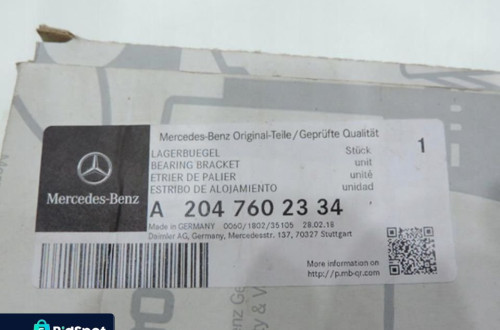 Mercedes-Benz Original-Teile/Geprüfte Qualität
LAGERBUEGEL Stück 1
BEARING BRACKET unit
ETRIER DE PALIER unité
ESTRIBO DE ALOJAMIENTO unidad
Mercedes-Benz
A 204 760 23 34
Made in GERMANY 0060/1802/35105 28.02.18
Daimler AG, Germany, Mercedesstr. 137, 70327 Stuttgart
More information on
http://p.mb-qr.com
BidSpot